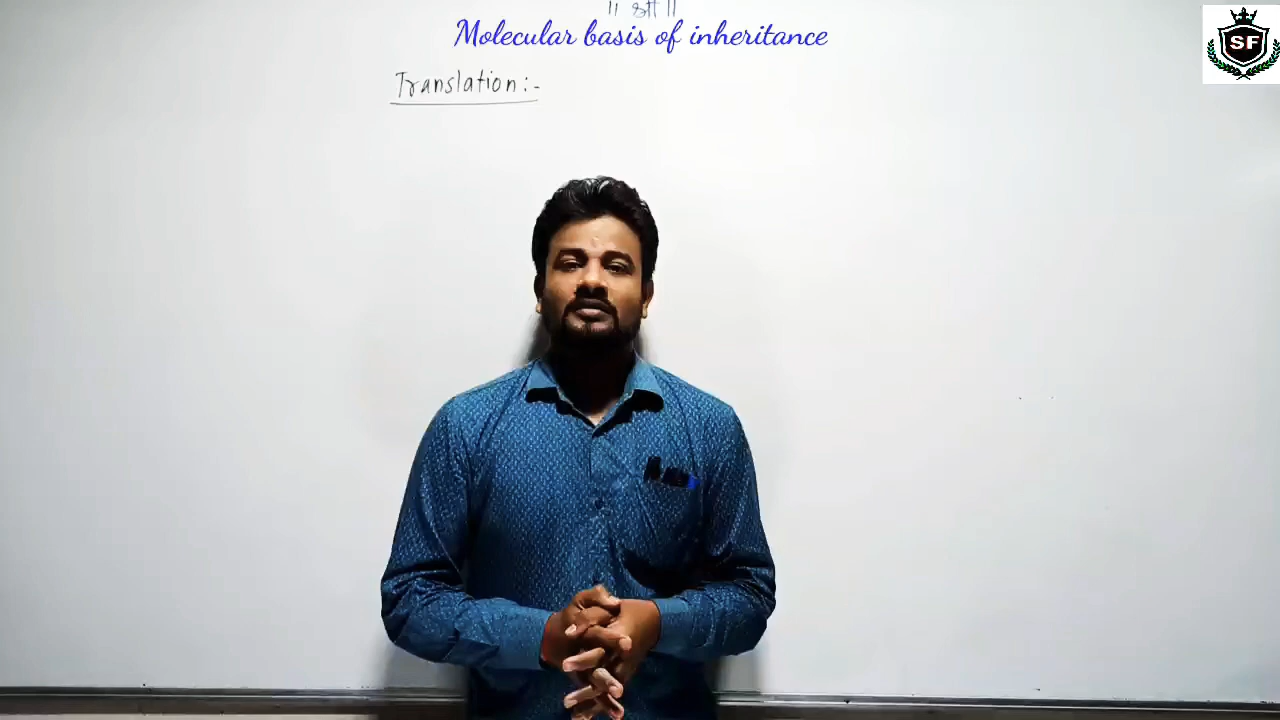 ॥ श्री ॥
Molecular basis of inheritance
SF
Translation:-